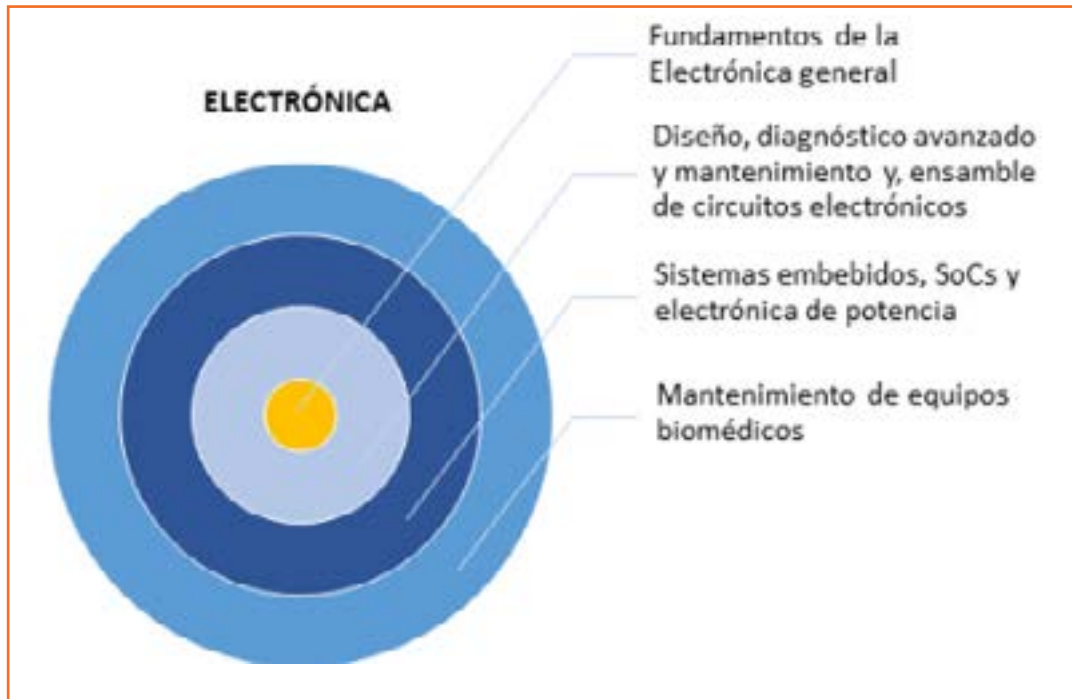 ELECTRÓNICA
Fundamentos de la
Electrónica general
Diseño, diagnóstico avanzado
y mantenimiento y, ensamble
de circuitos electrónicos
Sistemas embebidos, SoCs y
electrónica de potencia
Mantenimiento de equipos
biomédicos